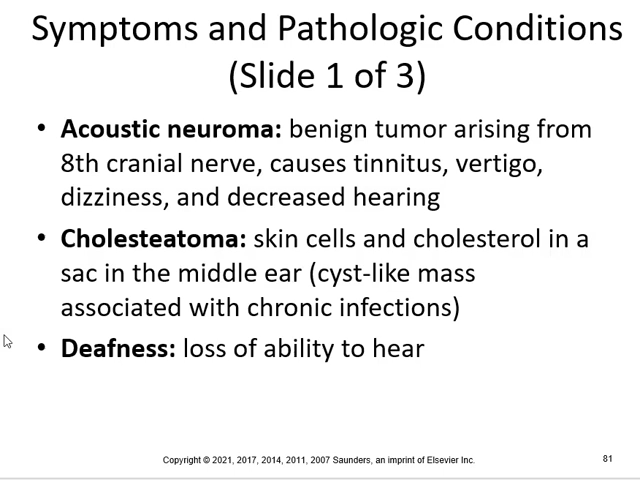 Symptoms and Pathologic Conditions
(Slide 1 of 3)
• Acoustic neuroma: benign tumor arising from
8th cranial nerve, causes tinnitus, vertigo,
dizziness, and decreased hearing
• Cholesteatoma: skin cells and cholesterol in a
sac in the middle ear (cyst-like mass
associated with chronic infections)
• Deafness: loss of ability to hear
Copyright © 2021, 2017, 2014, 2011, 2007 Saunders, an imprint of Elsevier Inc.
81